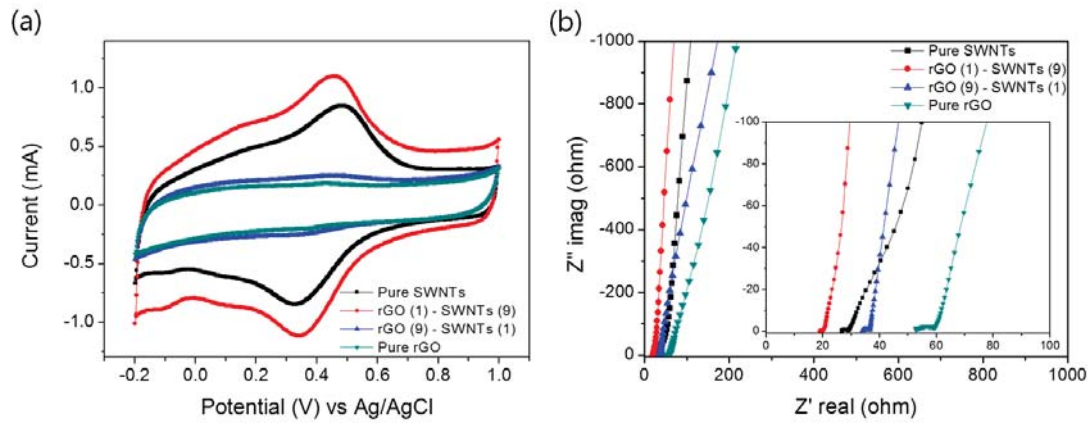 (a)
1.0
0.5
0.0
-0.5
-1.0
Current (mA)
Pure SWNTs
rGO (1) - SWNTs (9)
rGO (9) - SWNTs (1)
Pure rGO
-0.2 0.0 0.2 0.4 0.6 0.8 1.0
Potential (V) vs Ag/AgCl
(b)
-1000
-800
-600
-400
-200
0
Z'' imag (ohm)
Pure SWNTs
rGO (1) - SWNTs (9)
rGO (9) - SWNTs (1)
Pure rGO
-100
-80
-60
-40
-20
0
0 20 40 60 80 100
0 200 400 600 800 1000
Z' real (ohm)